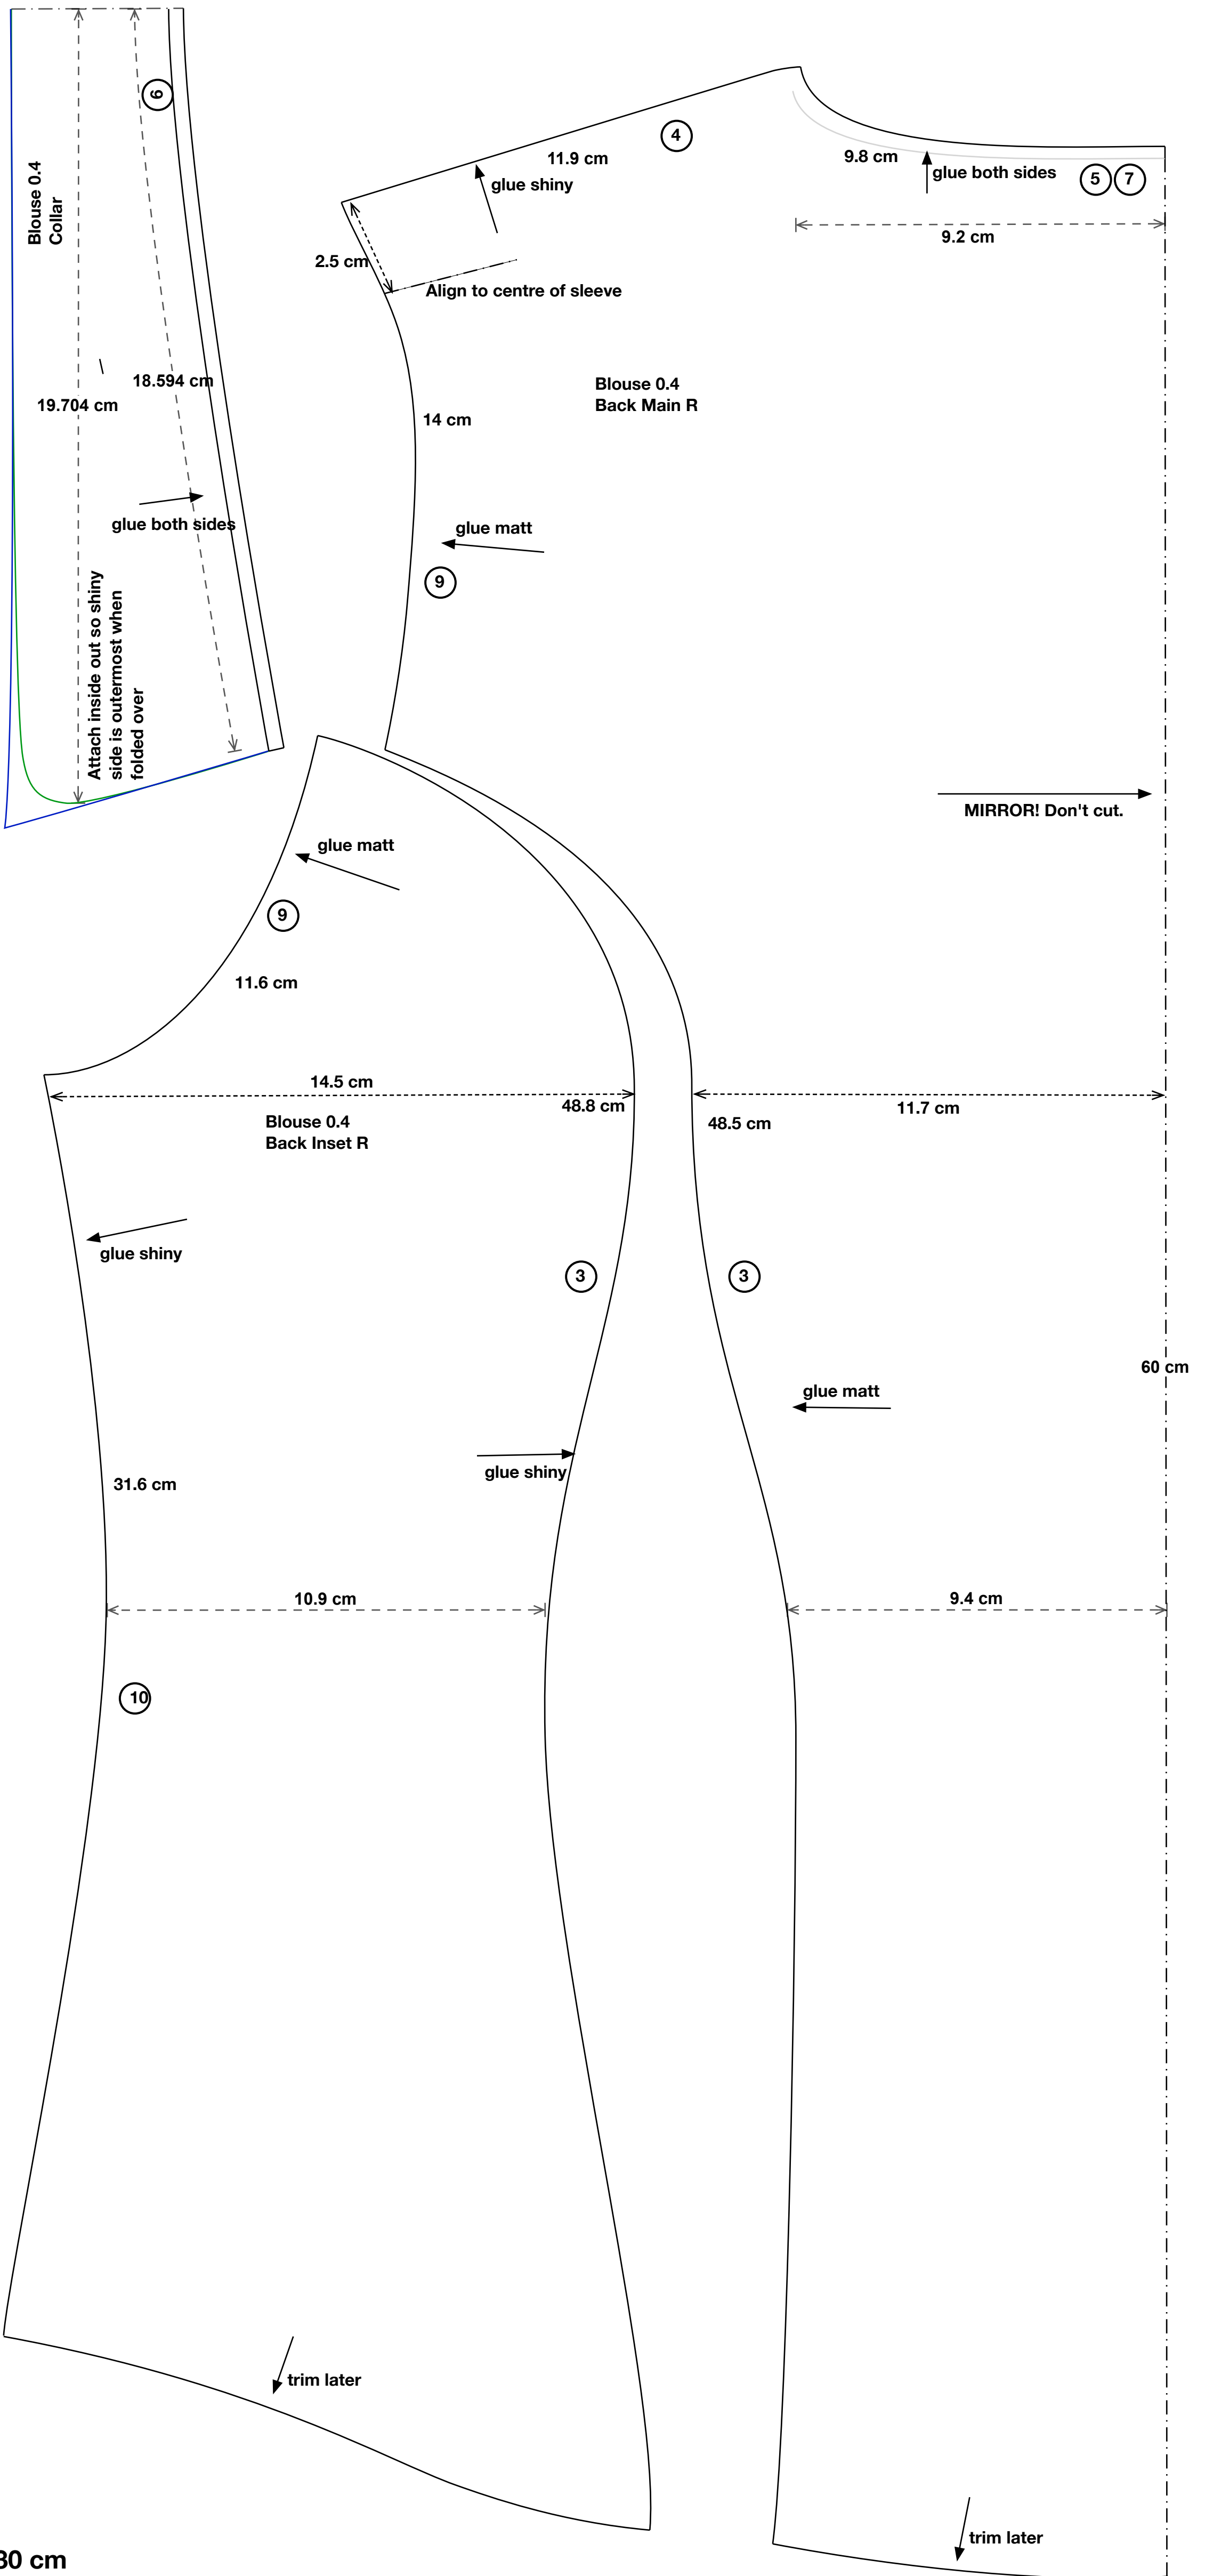 6
Blouse 0.4
Collar
18.594 cm
19.704 cm
glue both sides
Attach inside out so shiny
side is outermost when
folded over
4
11.9 cm
glue shiny
9.8 cm
glue both sides
5 7
9.2 cm
2.5 cm
Align to centre of sleeve
Blouse 0.4
Back Main R
14 cm
glue matt
9
MIRROR! Don't cut.
glue matt
9
11.6 cm
14.5 cm
48.8 cm
11.7 cm
48.5 cm
Blouse 0.4
Back Inset R
glue shiny
3
3
60 cm
glue matt
glue shiny
31.6 cm
10.9 cm
9.4 cm
10
trim later
trim later
30 cm